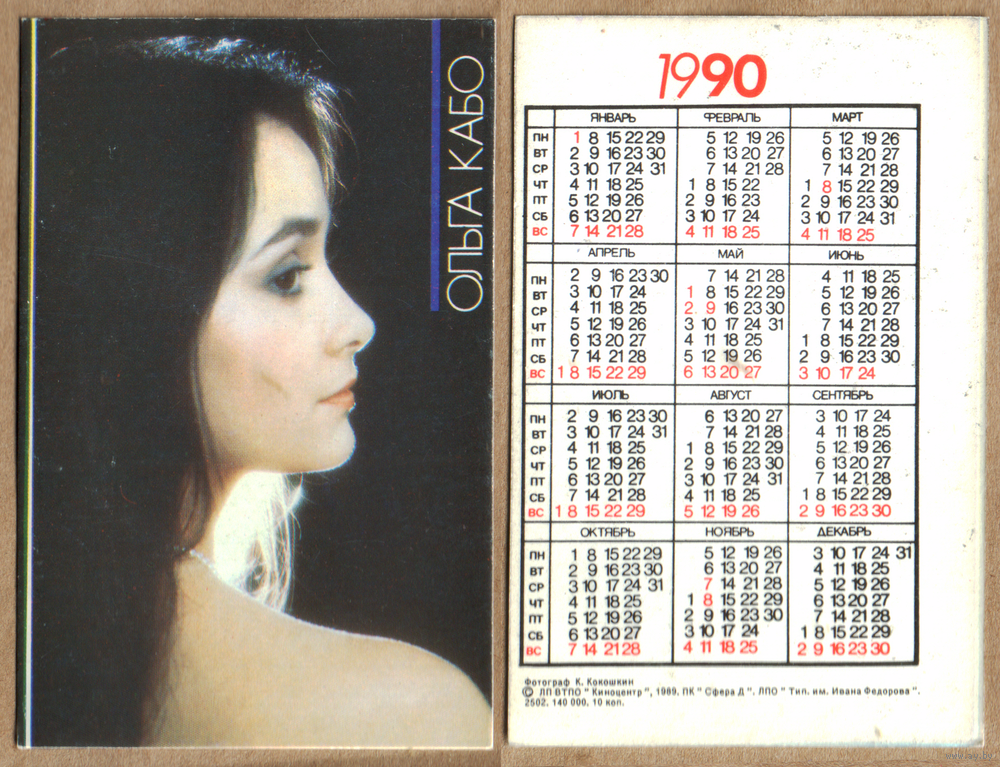 ОЛЬГА КАБО
1990
ЯНВАРЬ ФЕВРАЛЬ МАРТ
ПН 1 8 15 22 29 5 12 19 26 5 12 19 26
ВТ 2 9 16 23 30 6 13 20 27 6 13 20 27
СР 3 10 17 24 31 7 14 21 28 7 14 21 28
ЧТ 4 11 18 25 1 8 15 22 1 8 15 22 29
ПТ 5 12 19 26 2 9 16 23 2 9 16 23 30
СБ 6 13 20 27 3 10 17 24 3 10 17 24 31
ВС 7 14 21 28 4 11 18 25 4 11 18 25
АПРЕЛЬ МАЙ ИЮНЬ
ПН 2 9 16 23 30 7 14 21 28 4 11 18 25
ВТ 3 10 17 24 1 8 15 22 29 5 12 19 26
СР 4 11 18 25 2 9 16 23 30 6 13 20 27
ЧТ 5 12 19 26 3 10 17 24 31 7 14 21 28
ПТ 6 13 20 27 4 11 18 25 1 8 15 22 29
СБ 7 14 21 28 5 12 19 26 2 9 16 23 30
ВС 1 8 15 22 29 6 13 20 27 3 10 17 24
ИЮЛЬ АВГУСТ СЕНТЯБРЬ
ПН 2 9 16 23 30 6 13 20 27 3 10 17 24
ВТ 3 10 17 24 31 7 14 21 28 4 11 18 25
СР 4 11 18 25 1 8 15 22 29 5 12 19 26
ЧТ 5 12 19 26 2 9 16 23 30 6 13 20 27
ПТ 6 13 20 27 3 10 17 24 31 7 14 21 28
СБ 7 14 21 28 4 11 18 25 1 8 15 22 29
ВС 1 8 15 22 29 5 12 19 26 2 9 16 23 30
ОКТЯБРЬ НОЯБРЬ ДЕКАБРЬ
ПН 1 8 15 22 29 5 12 19 26 3 10 17 24 31
ВТ 2 9 16 23 30 6 13 20 27 4 11 18 25
СР 3 10 17 24 31 7 14 21 28 5 12 19 26
ЧТ 4 11 18 25 1 8 15 22 29 6 13 20 27
ПТ 5 12 19 26 2 9 16 23 30 7 14 21 28
СБ 6 13 20 27 3 10 17 24 1 8 15 22 29
ВС 7 14 21 28 4 11 18 25 2 9 16 23 30
Фотограф К. Кокошкин
© ЛП ВТПО " Киноцентр ", 1989. ПК " Сфера Д ". ЛПО " Тип. им. Ивана Федорова ".
2502. 140 000. 10 коп.